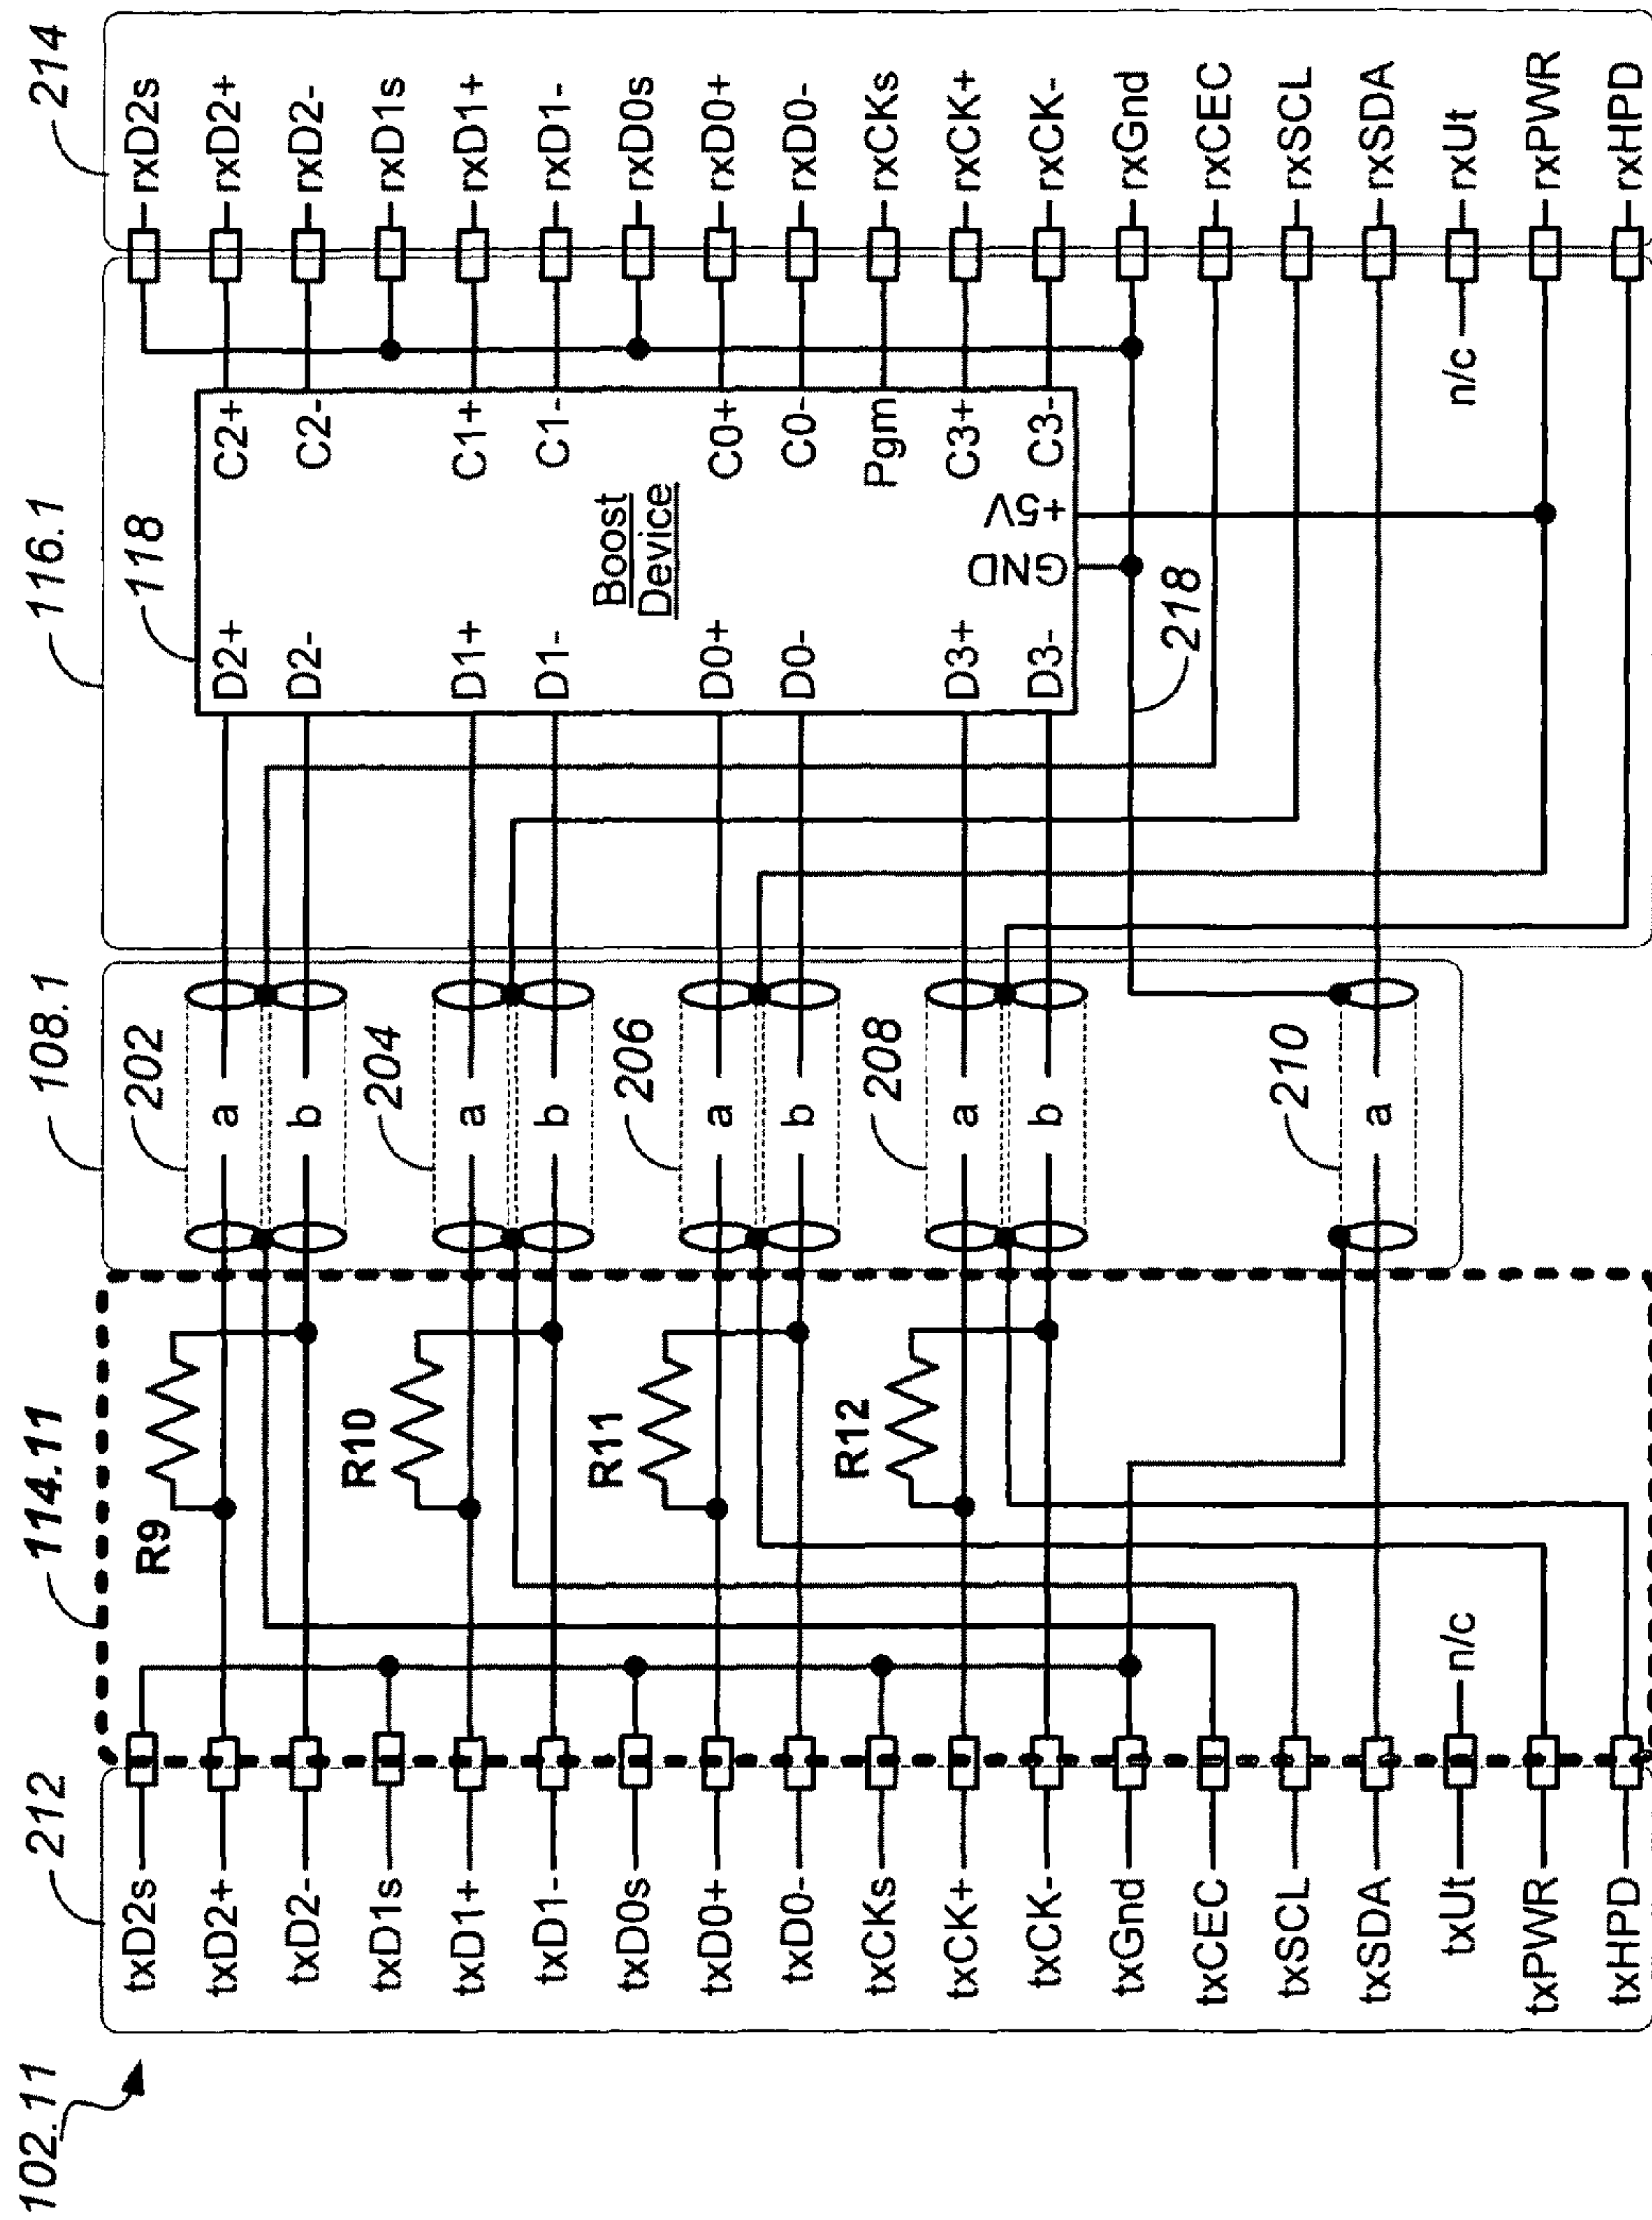 102.11
212
114.11
108.1
116.1
214
txD2s
txD2+
txD2-
txD1s
txD1+
txD1-
txD0s
txD0+
txD0-
txCKs
txCK+
txCK-
txGnd
txCEC
txSCL
txSDA
txUt
txPWR
txHPD
n/c
R9
R10
R11
R12
202
a
b
204
a
b
206
a
b
208
a
b
210
a
118
D2+
D2-
D1+
D1-
D0+
D0-
D3+
D3-
Boost
Device
GND
+5V
C2+
C2-
C1+
C1-
C0+
C0-
Pgm
C3+
C3-
218
n/c
rxD2s
rxD2+
rxD2-
rxD1s
rxD1+
rxD1-
rxD0s
rxD0+
rxD0-
rxCKs
rxCK+
rxCK-
rxGnd
rxCEC
rxSCL
rxSDA
rxUt
rxPWR
rxHPD